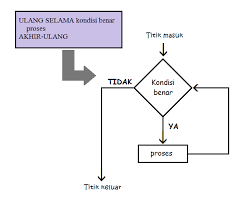 ULANG SELAMA kondisi benar
proses
AKHIR-ULANG
Titik masuk
TIDAK
Kondisi
benar
YA
proses
Titik keluar